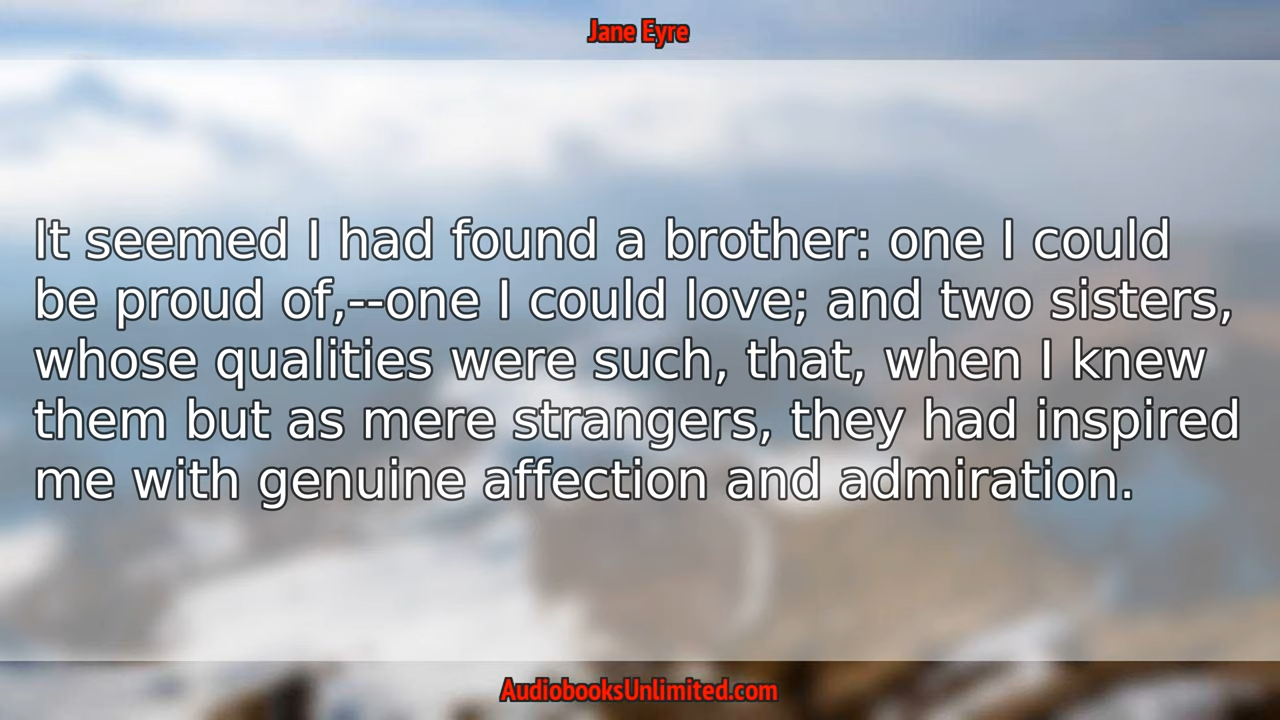 Jane Eyre
It seemed I had found a brother: one I could
be proud of,--one I could love; and two sisters,
whose qualities were such, that, when I knew
them but as mere strangers, they had inspired
me with genuine affection and admiration.
AudiobooksUnlimited.com